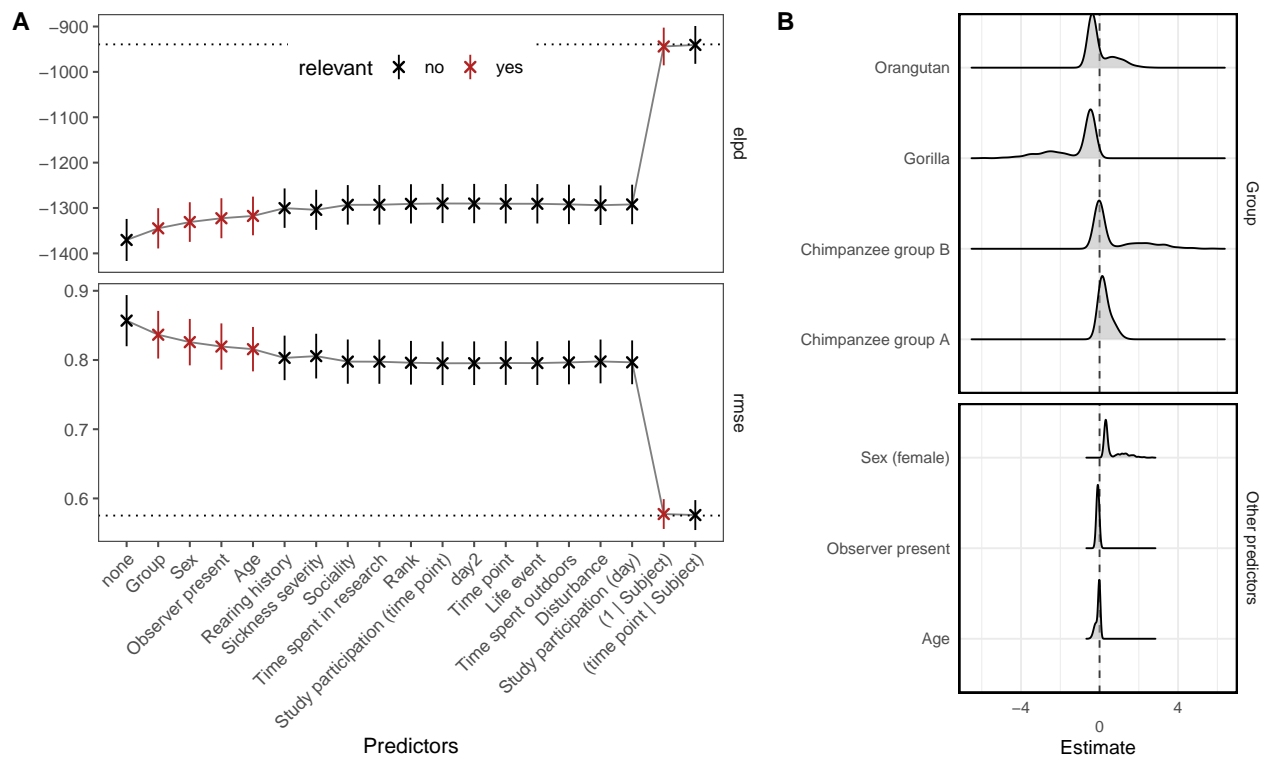 A
−900
−1000
−1100
−1200
−1300
−1400
elpd
relevant no yes
0.9
0.8
0.7
0.6
rmse
none
Group
Sex
Observer present
Age
Rearing history
Sickness severity
Sociality
Time spent in research
Rank
Study participation (time point)
day2
Time point
Life event
Time spent outdoors
Disturbance
Study participation (day)
(1 | Subject)
(time point | Subject)
Predictors
B
Orangutan
Gorilla
Chimpanzee group B
Chimpanzee group A
Group
Sex (female)
Observer present
Age
Other predictors
−4
0
4
Estimate